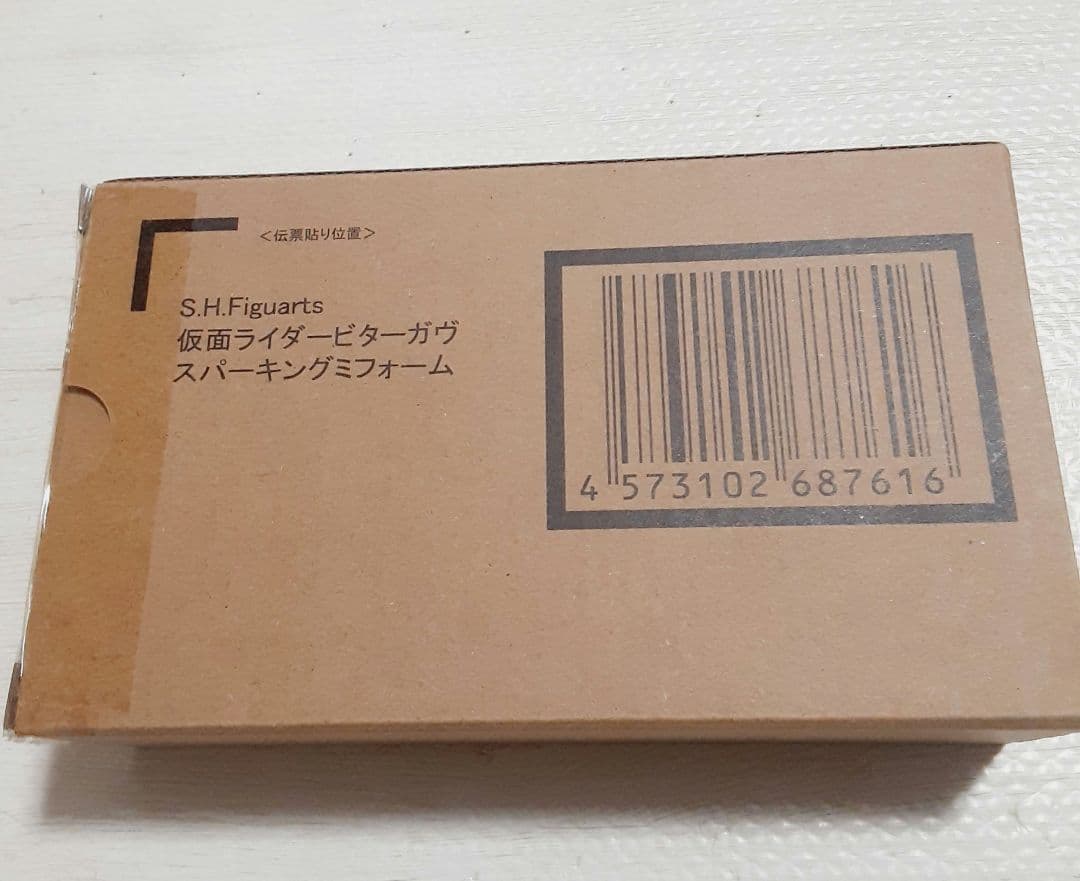 ＜伝票貼り位置＞
S.H.Figuarts
仮面ライダービターガヴ
スパーキングミフォーム
4 573102 687616